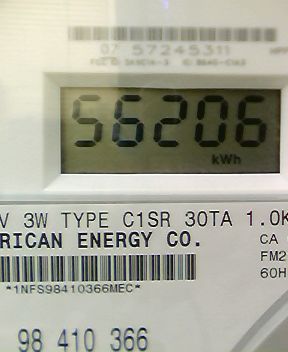 07 57245311
56206
kWh
V 3W TYPE C1SR 30TA 1.0K
RICAN ENERGY CO.
CA
FM2
60H
*1NFS98410366MEC*
98 410 366